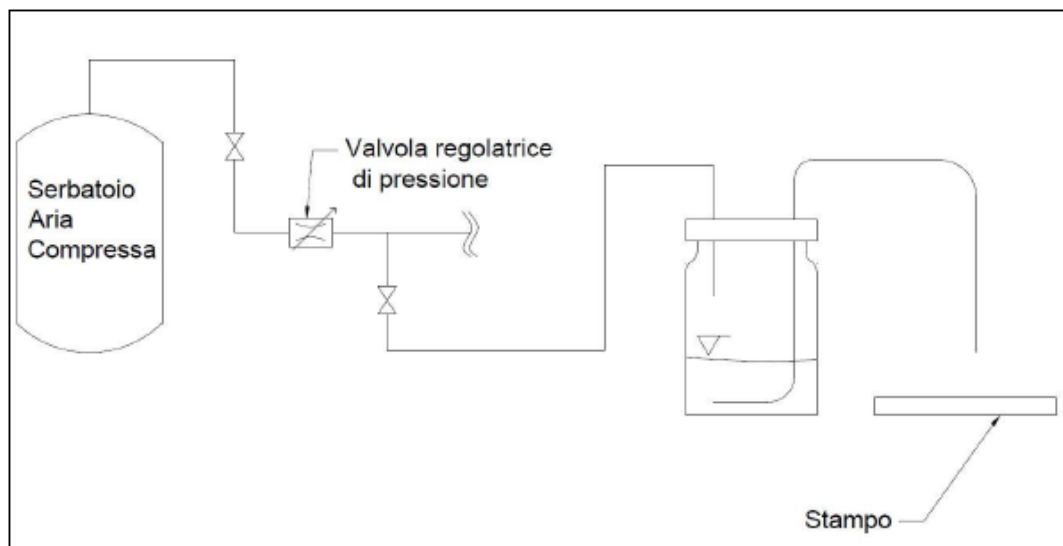 Serbatoio
Aria
Compressa
Valvola regolatrice
di pressione
Stampo